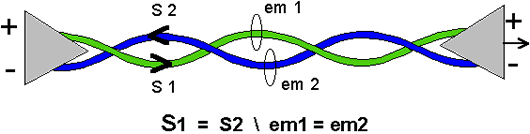 + S 2 em 1 +
- S 1 em 2 -
S1 = S2 \ em1 = em2